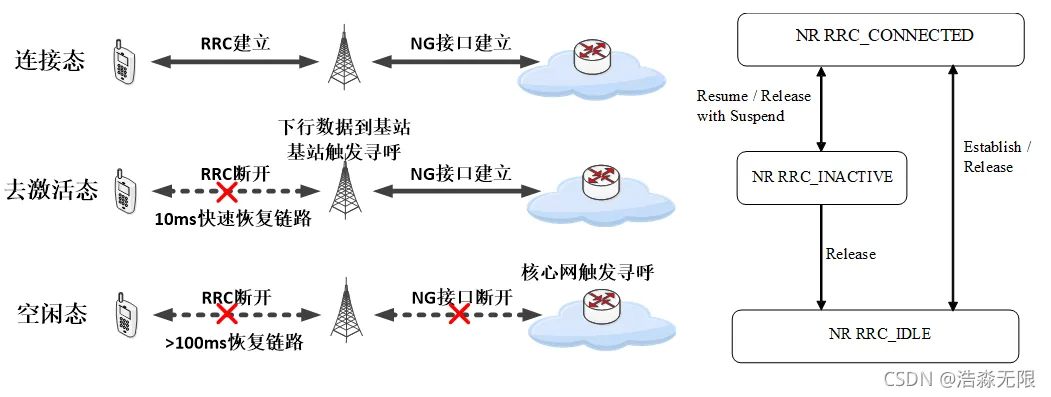 连接态
RRC建立
NG接口建立
下行数据到基站
基站触发寻呼
去激活态
RRC断开
NG接口建立
10ms快速恢复链路
核心网触发寻呼
空闲态
RRC断开
NG接口断开
>100ms恢复链路
NR RRC_CONNECTED
Resume / Release
with Suspend
Establish /
Release
NR RRC_INACTIVE
Release
NR RRC_IDLE
CSDN @浩淼无限